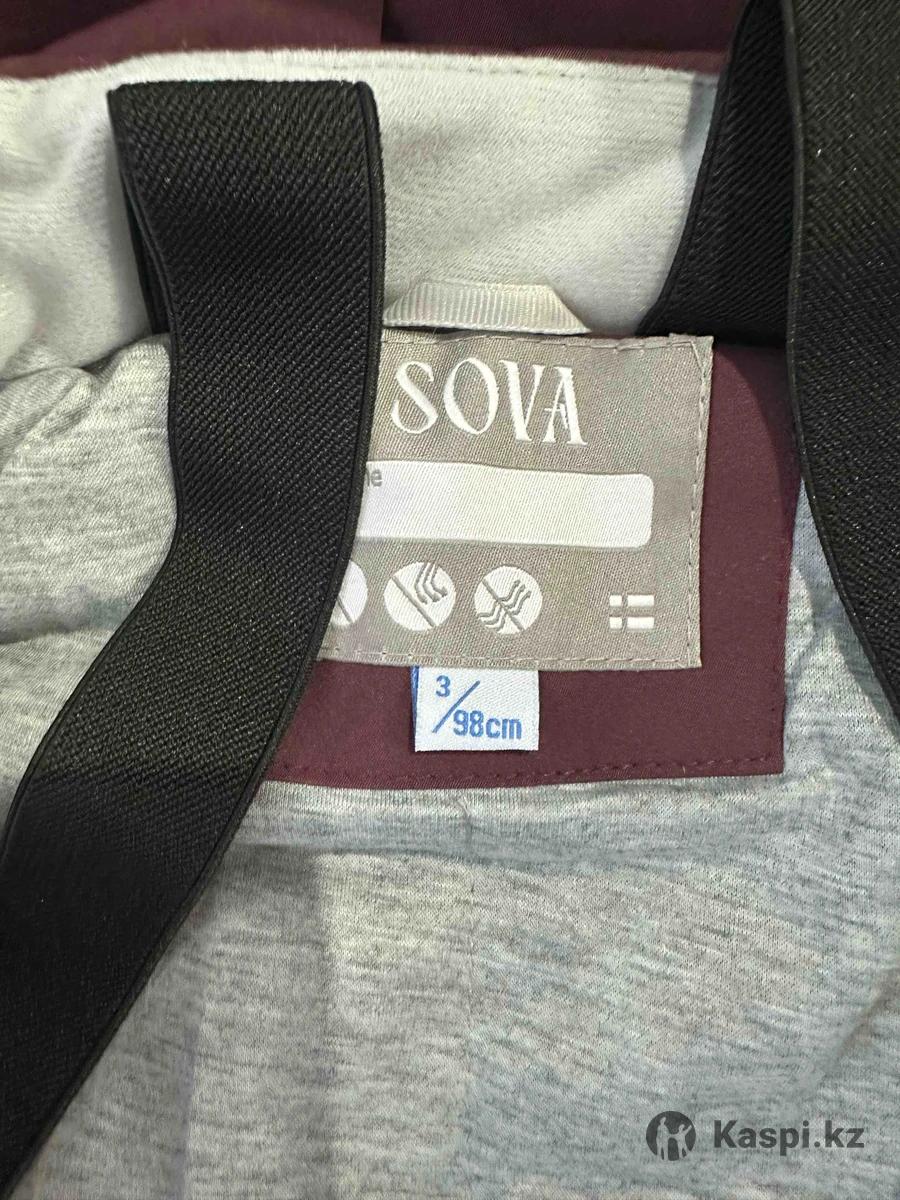 SOVA
3/98cm
Kaspi.kz